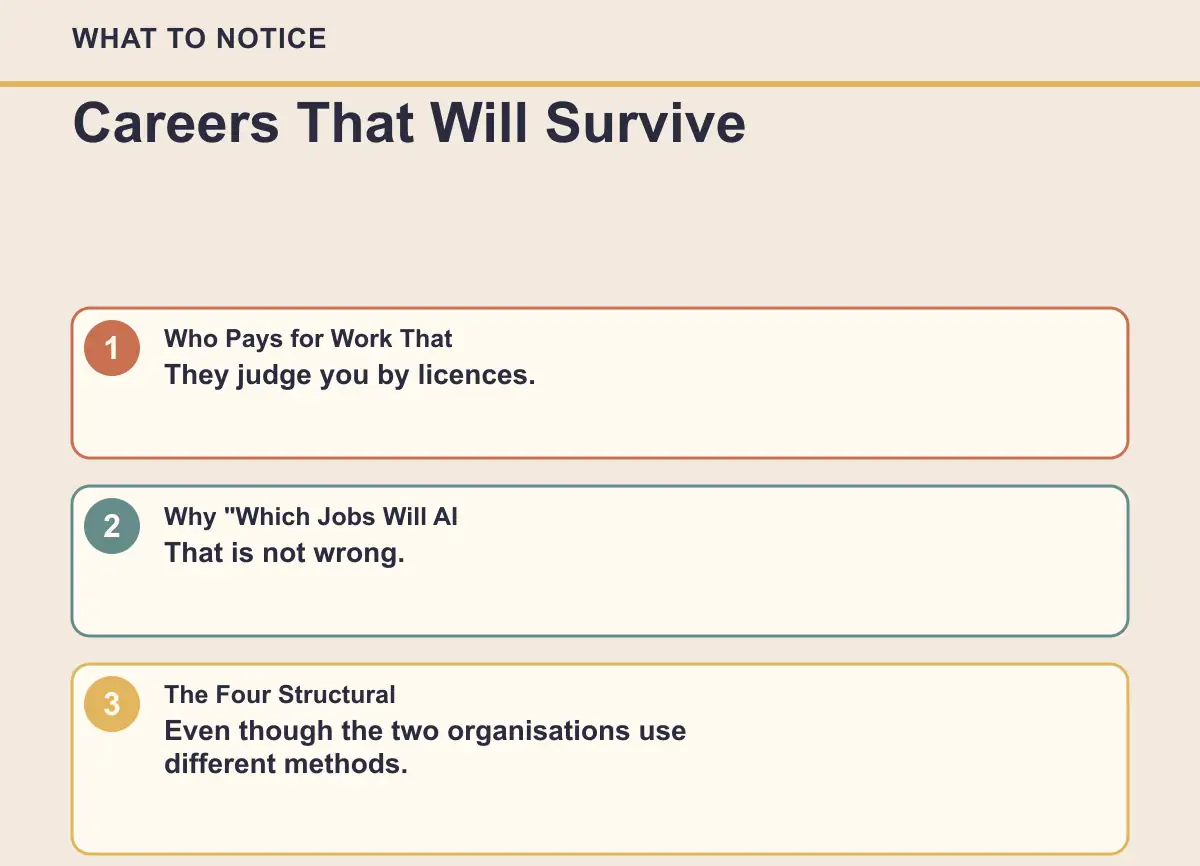 WHAT TO NOTICE
Careers That Will Survive
1
Who Pays for Work That
They judge you by licences.
2
Why "Which Jobs Will AI
That is not wrong.
3
The Four Structural
Even though the two organisations use
different methods.